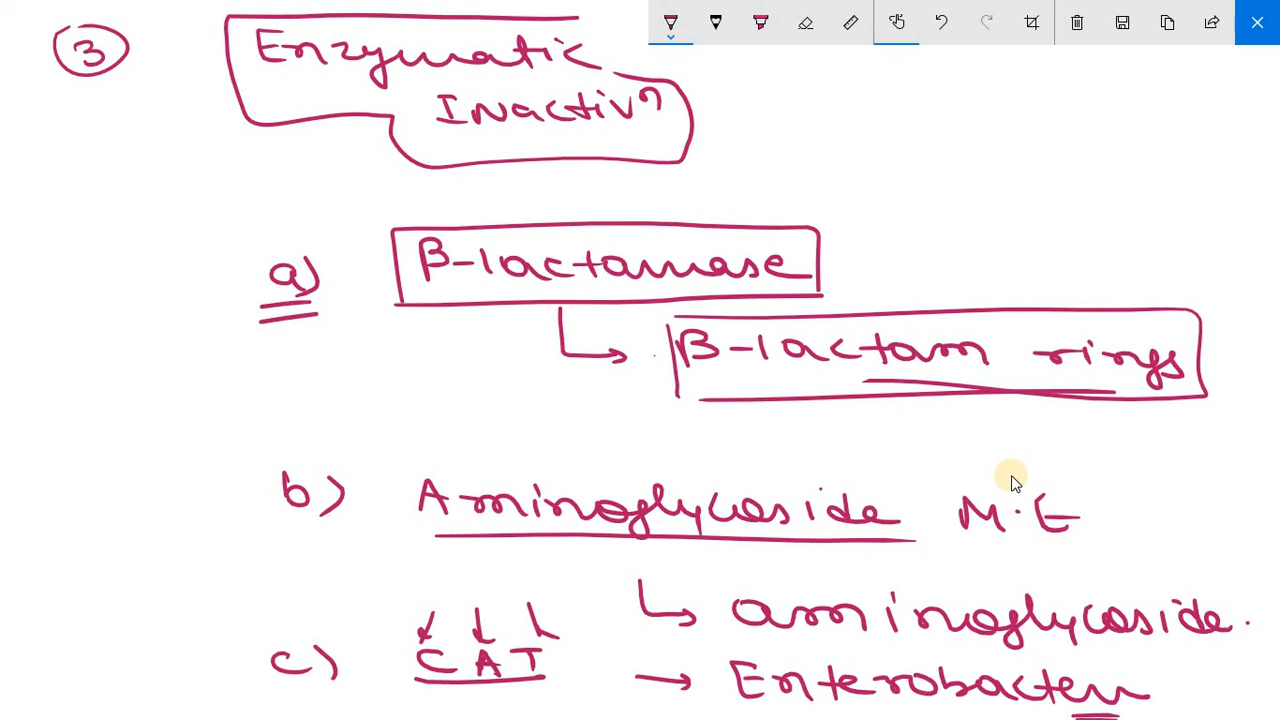 3 Enzymatic
Inactivⁿ
a) β-lactamase
β-lactam rings
b) Aminoglycoside M.E
aminoglycoside.
c) CAT → Enterobacter